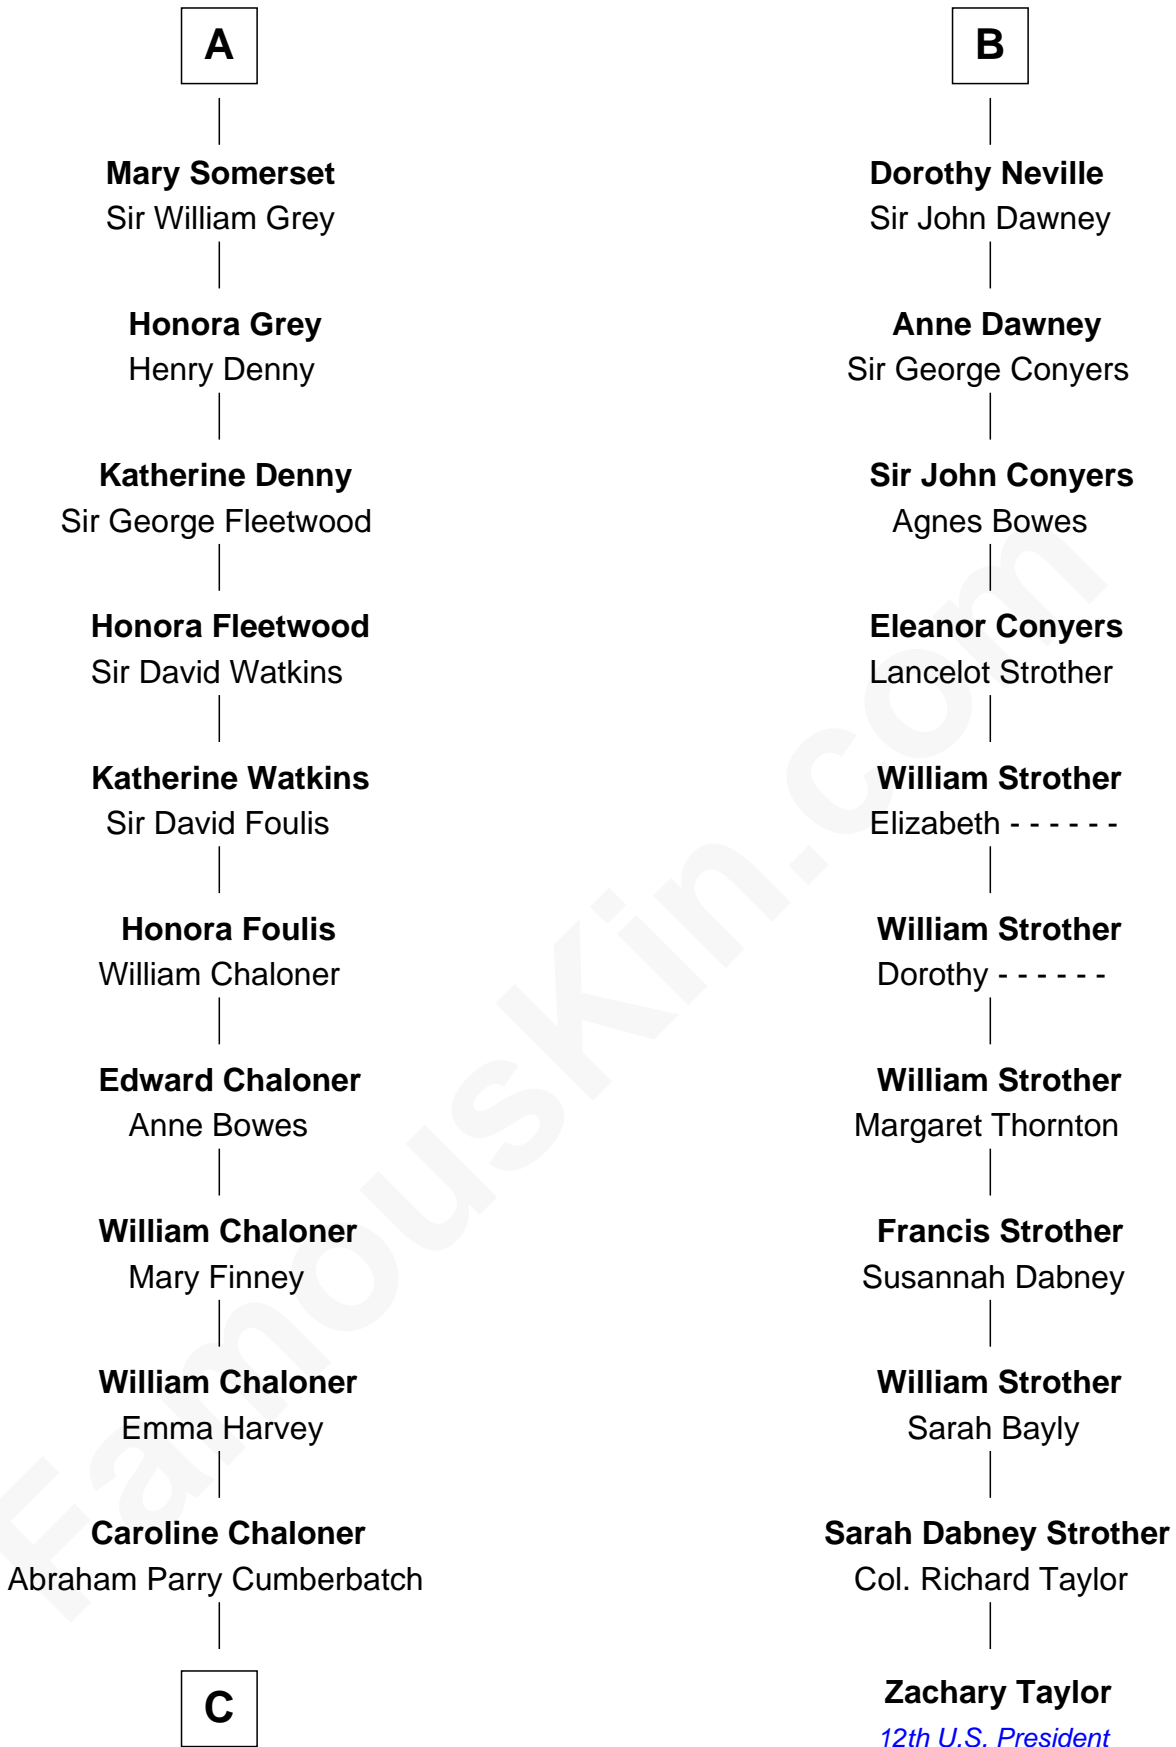 A
Mary Somerset
Sir William Grey
Honora Grey
Henry Denny
Katherine Denny
Sir George Fleetwood
Honora Fleetwood
Sir David Watkins
Katherine Watkins
Sir David Foulis
Honora Foulis
William Chaloner
Edward Chaloner
Anne Bowes
William Chaloner
Mary Finney
William Chaloner
Emma Harvey
Caroline Chaloner
Abraham Parry Cumberbatch
C
B
Dorothy Neville
Sir John Dawney
Anne Dawney
Sir George Conyers
Sir John Conyers
Agnes Bowes
Eleanor Conyers
Lancelot Strother
William Strother
Elizabeth - - - - - -
William Strother
Dorothy - - - - - -
William Strother
Margaret Thornton
Francis Strother
Susannah Dabney
William Strother
Sarah Bayly
Sarah Dabney Strother
Col. Richard Taylor
Zachary Taylor
12th U.S. President
FamousKin.com